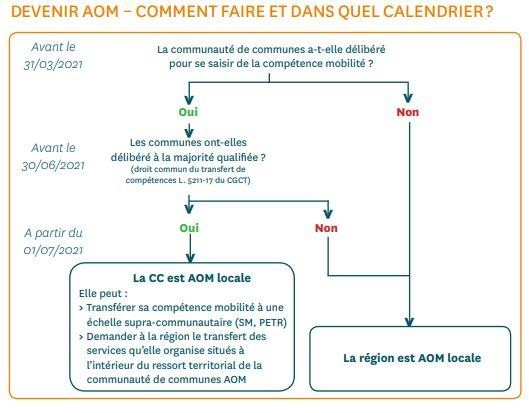 DEVENIR AOM – COMMENT FAIRE ET DANS QUEL CALENDRIER ?
Avant le
31/03/2021
La communauté de communes a-t-elle délibéré
pour se saisir de la compétence mobilité ?
Oui
Non
Avant le
30/06/2021
Les communes ont-elles
délibéré à la majorité qualifiée ?
(droit commun du transfert de
compétences L. 5211-17 du CGCT)
A partir du
01/07/2021
Oui
Non
La CC est AOM locale
Elle peut :
> Transférer sa compétence mobilité à une
échelle supra-communautaire (SM, PETR)
> Demander à la région le transfert des
services qu'elle organise situés à
l'intérieur du ressort territorial de la
communauté de communes AOM
La région est AOM locale